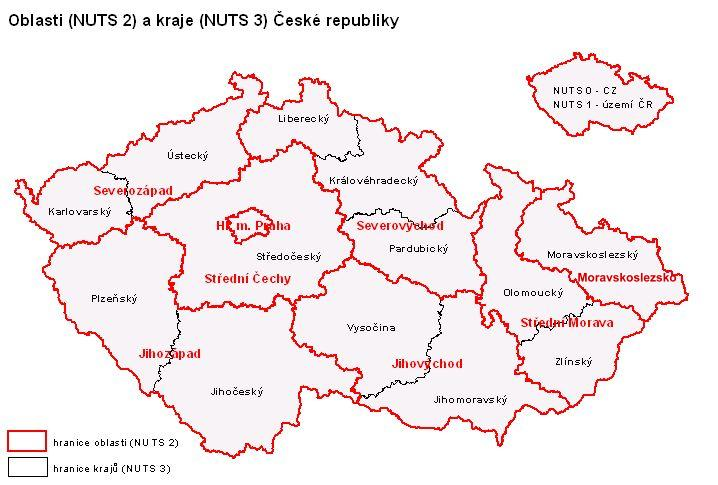 Oblasti (NUTS 2) a kraje (NUTS 3) České republiky
NUTS 0 - CZ
NUTS 1 - území ČR
Liberecký
Ústecký
Královéhradecký
Severozápad
Karlovarský
Hl. m. Praha
Severovýchod
Pardubický
Středočeský
Moravskoslezský
Střední Čechy
Moravskoslezsko
Olomoucký
Plzeňský
Vysočina
Střední Morava
Jihozápad
Jihovýchod
Zlínský
Jihočeský
Jihomoravský
hranice oblastí (NUTS 2)
hranice krajů (NUTS 3)